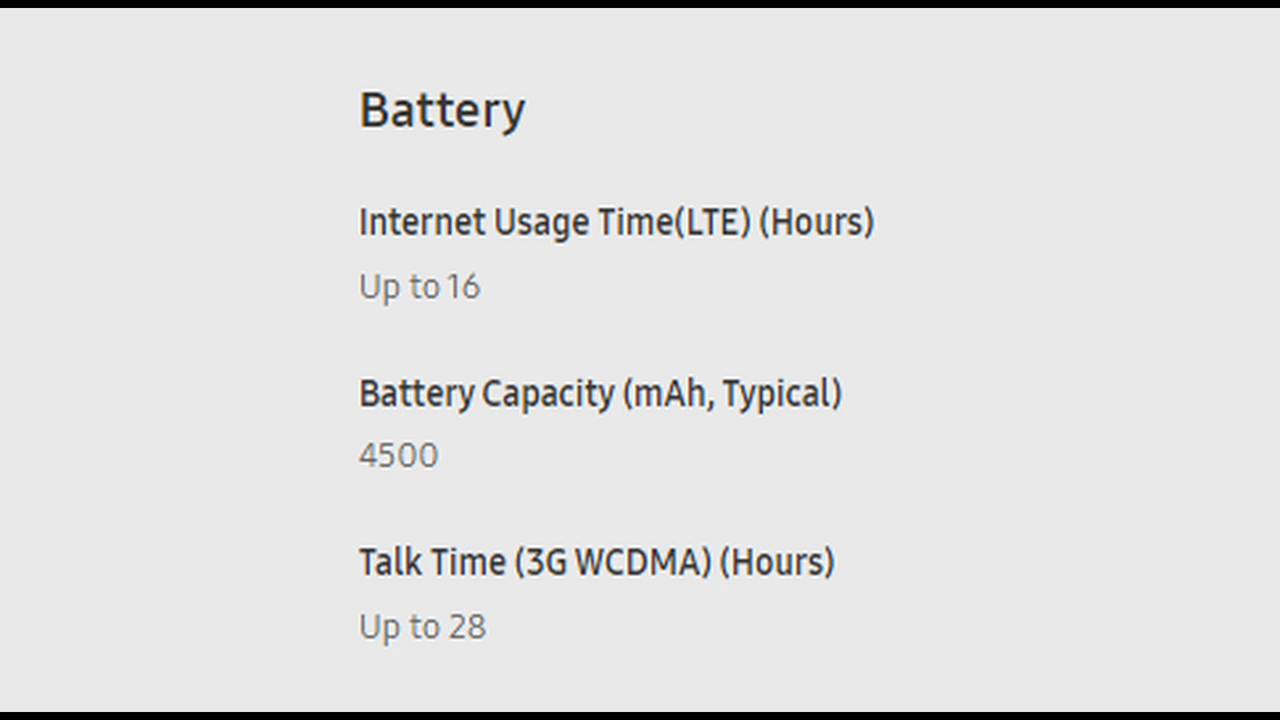 Battery
Internet Usage Time(LTE) (Hours)
Up to 16
Battery Capacity (mAh, Typical)
4500
Talk Time (3G WCDMA) (Hours)
Up to 28